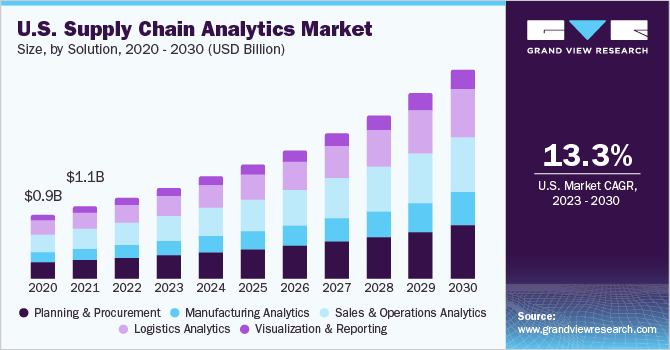 U.S. Supply Chain Analytics Market
Size, by Solution, 2020 - 2030 (USD Billion)
GRAND VIEW RESEARCH
$0.9B
$1.1B
13.3%
U.S. Market CAGR,
2023 - 2030
2020 2021 2022 2023 2024 2025 2026 2027 2028 2029 2030
Planning & Procurement Manufacturing Analytics Sales & Operations Analytics
Logistics Analytics Visualization & Reporting
Source:
www.grandviewresearch.com